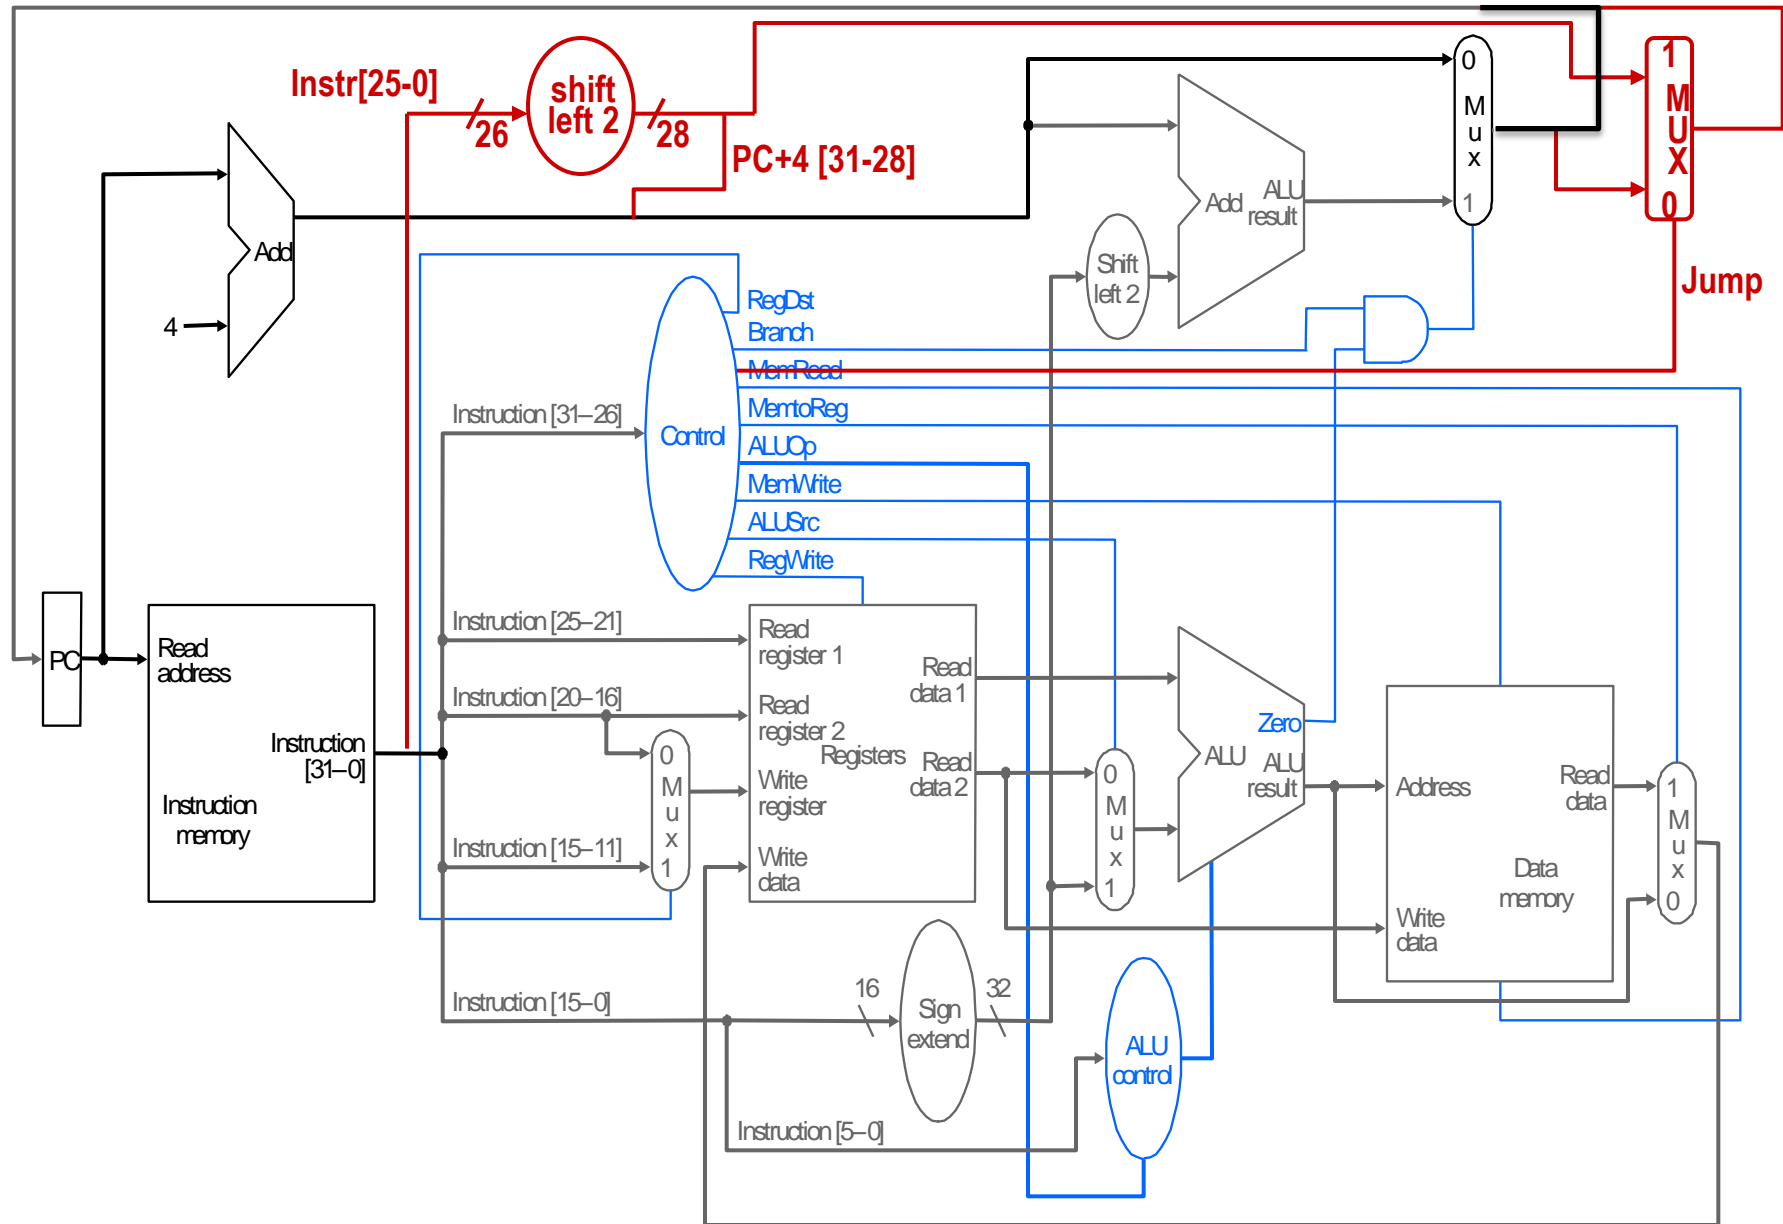 Instr[25-0]
shift
left 2
26
28
PC+4 [31-28]
0
M
u
x
1
1
M
U
X
0
Add
4
Add
ALU
result
Shift
left 2
Jump
RegDst
Branch
MemRead
MemtoReg
ALUOp
MemWrite
ALUSrc
RegWrite
Control
Instruction [31–26]
Instruction [25–21]
Instruction [20–16]
Instruction [15–11]
Instruction [15–0]
Instruction [5–0]
PC
Read
address
Instruction
[31–0]
Instruction
memory
0
M
u
x
1
Read
register 1
Read
register 2
Registers
Write
register
Write
data
Read
data 1
Read
data 2
0
M
u
x
1
Zero
ALU
ALU
result
Address
Read
data
Data
memory
Write
data
1
M
u
x
0
16
Sign
extend
32
ALU
control